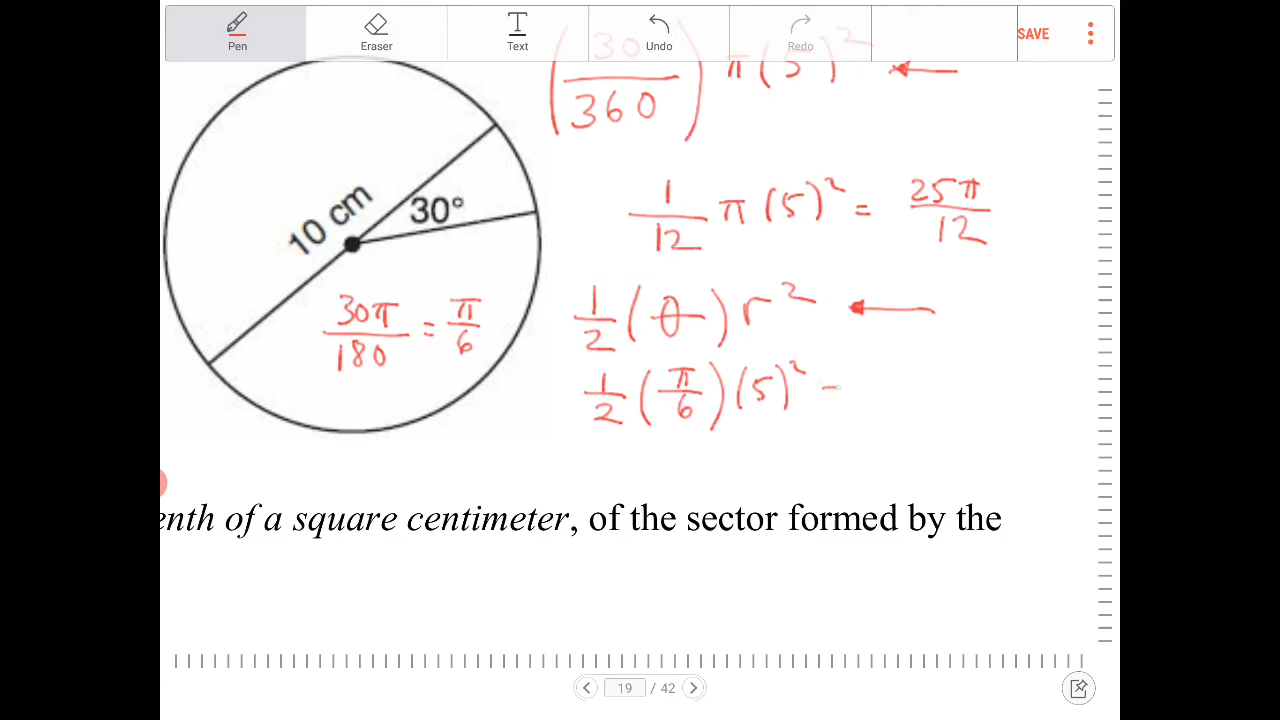 Pen Eraser Text Undo Redo SAVE
(30/360) π(5)² ←
1/12 π(5)² = 25π/12
10 cm 30°
30π/180 = π/6
1/2 (θ) r² ←
1/2 (π/6) (5)² -
enth of a square centimeter, of the sector formed by the
19 / 42